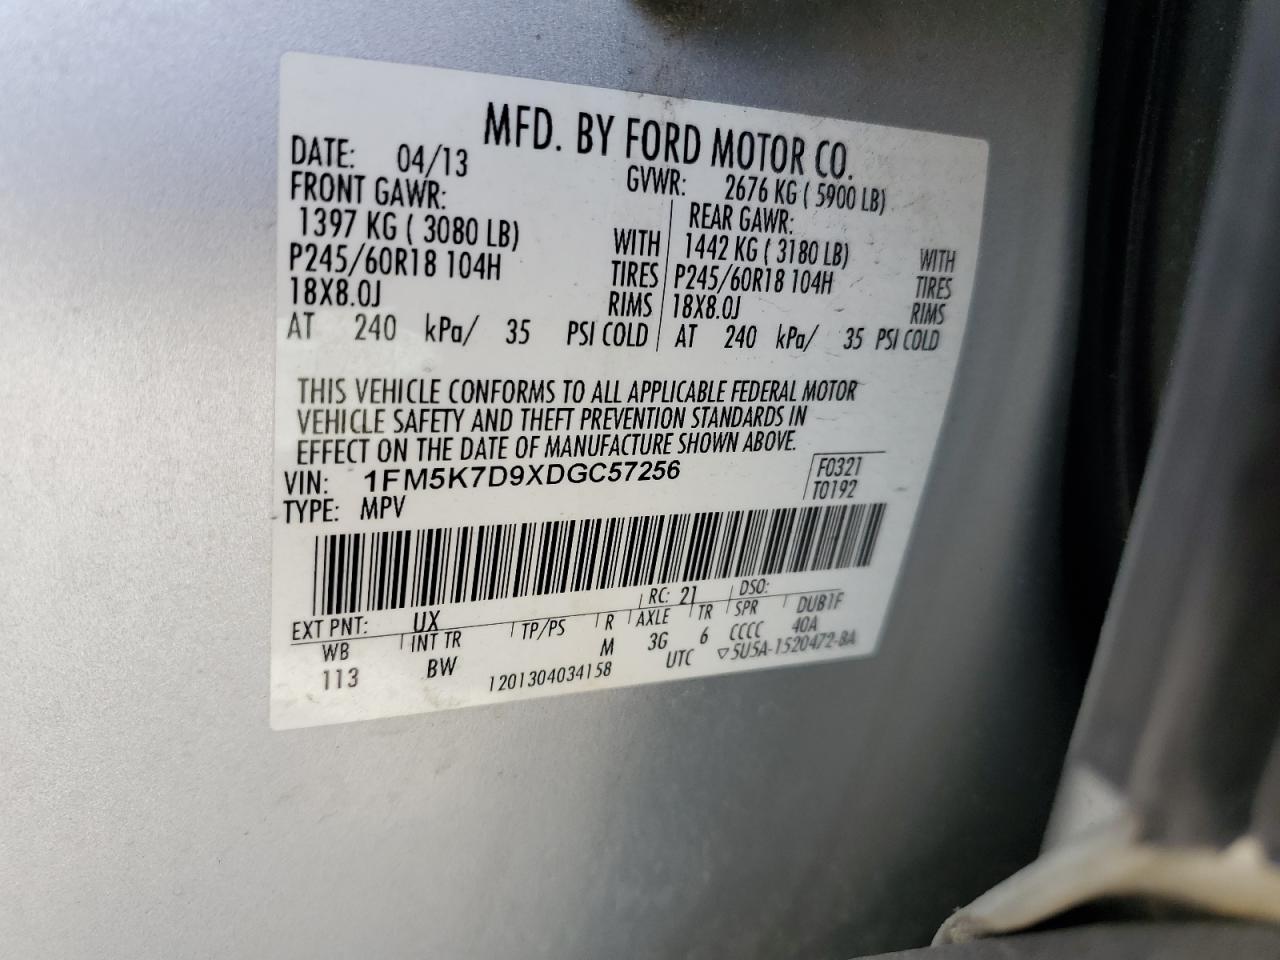 MFD. BY FORD MOTOR CO.
DATE: 04/13 GVWR: 2676 KG ( 5900 LB)
FRONT GAWR: REAR GAWR:
1397 KG ( 3080 LB) WITH 1442 KG ( 3180 LB) WITH
P245/60R18 104H TIRES P245/60R18 104H TIRES
18X8.0J RIMS 18X8.0J RIMS
AT 240 kPa/ 35 PSI COLD AT 240 kPa/ 35 PSI COLD
THIS VEHICLE CONFORMS TO ALL APPLICABLE FEDERAL MOTOR
VEHICLE SAFETY AND THEFT PREVENTION STANDARDS IN
EFFECT ON THE DATE OF MANUFACTURE SHOWN ABOVE.
VIN: 1FM5K7D9XDGC57256 F0321
TYPE: MPV T0192
EXT PNT: UX RC: 21 DSO:
WB INT TR TP/PS R AXLE TR SPR DUB1F
113 BW M 3G 6 CCCC 40A
1201304034158 UTC ▽5U5A-1520472-BA